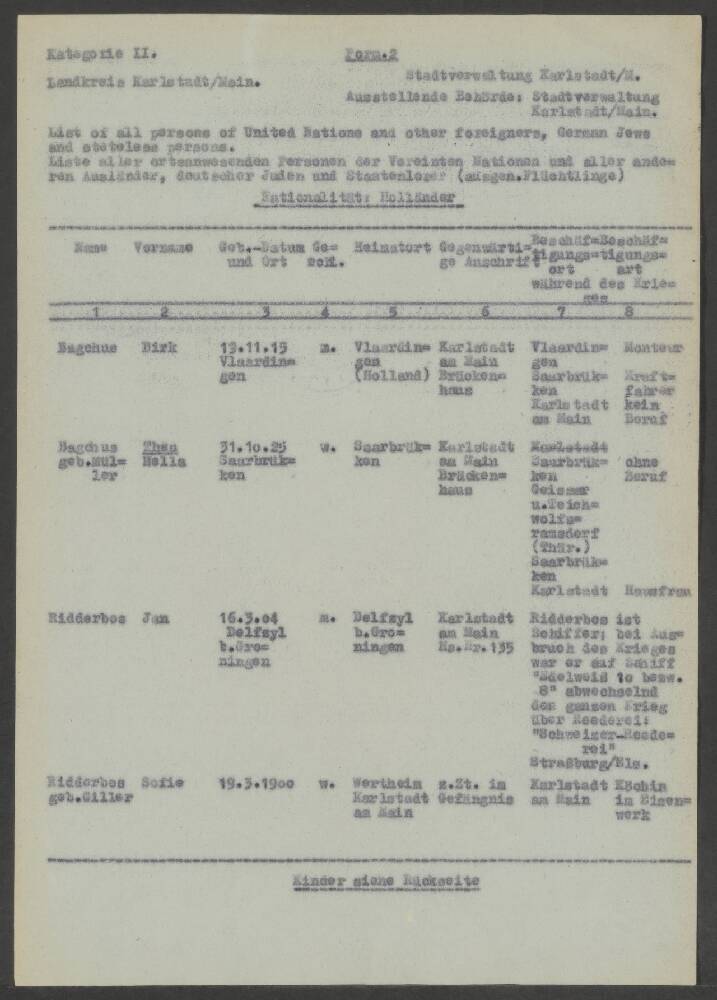 Kategorie II. Form.2
Landkreis Karlstadt/Main. Stadtverwaltung Karlstadt/M.
Ausstellende Behörde: Stadtverwaltung
Karlstadt/Main.
List of all persons of United Nations and other foreigners, German Jews
and stateless persons.
Liste aller ortsanwesenden Personen der Vereinten Nationen und aller ande=
ren Ausländer, deutscher Juden und Staatenloser (ausgen.Flüchtlinge)
Nationalität: Holländer
Name Vorname Geb.-Datum Ge= Heimatort Gegenwärti= Beschäf= Beschäf=
und Ort schl. ge Anschrift tigungs= tigungs=
ort art
während des Krie=
ges
1 2 3 4 5 6 7 8
Bagchus Dirk 19.11.15 m. Vlaardin= Karlstadt Vlaardin= Monteur
Vlaardin= gen am Main gen
gen (Holland) Brücken= Saarbrük= Kraft=
haus ken fahrer
Karlstadt kein
am Main Beruf
Bagchus Thea 31.10.25 w. Saarbrük= Karlstadt Karlstadt
geb.Mül= Hella Saarbrük= ken am Main Saarbrük= ohne
ler ken Brücken= ken Beruf
haus Geismar
u.Teich=
wolfs=
ramsdorf
(Thür.)
Saarbrük=
ken
Karlstadt Hausfrau
Ridderbos Jan 16.3.04 m. Delfzyl Karlstadt Ridderbos ist
Delfzyl b.Gro= am Main Schiffer; bei Aus=
b.Gro= ningen Hs.Nr.135 bruch des Krieges
ningen war er auf Schiff
"Edelweiß 10 bezw.
8" abwechselnd
den ganzen Krieg
über Reederei:
"Schweizer-Reede=
rei"
Straßburg/Els.
Ridderbos Sofie 19.3.1900 w. Wertheim z.Zt. im Karlstadt Köchin
geb.Giller Karlstadt Gefängnis am Main im Eisen=
am Main werk
Kinder siehe Rückseite